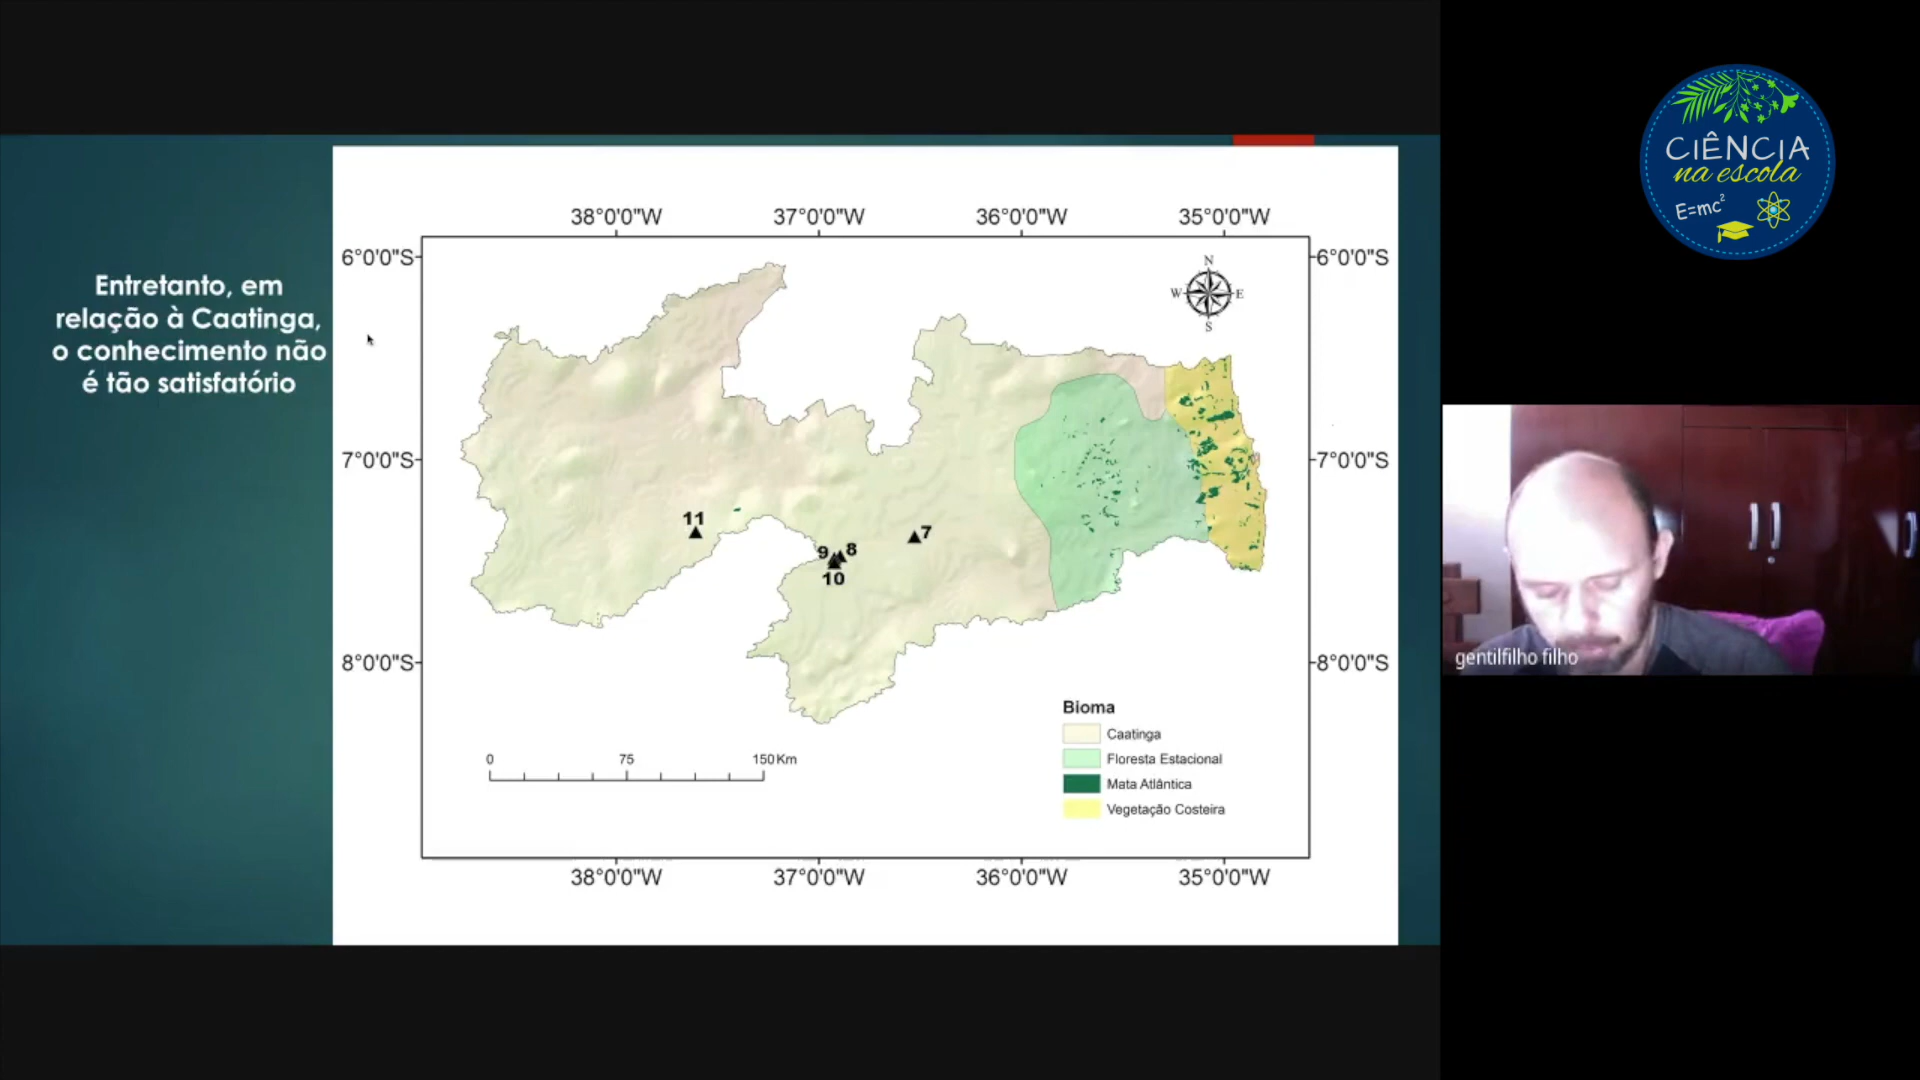 Entretanto, em
relação à Caatinga,
o conhecimento não
é tão satisfatório
38°0'0"W 37°0'0"W 36°0'0"W 35°0'0"W
6°0'0"S 6°0'0"S
N
W E
S
7°0'0"S 7°0'0"S
11
9 8 7
10
8°0'0"S 8°0'0"S
Bioma
Caatinga
Floresta Estacional
Mata Atlântica
Vegetação Costeira
0 75 150 Km
38°0'0"W 37°0'0"W 36°0'0"W 35°0'0"W
CIÊNCIA
na escola
E=mc²
gentilfilho filho